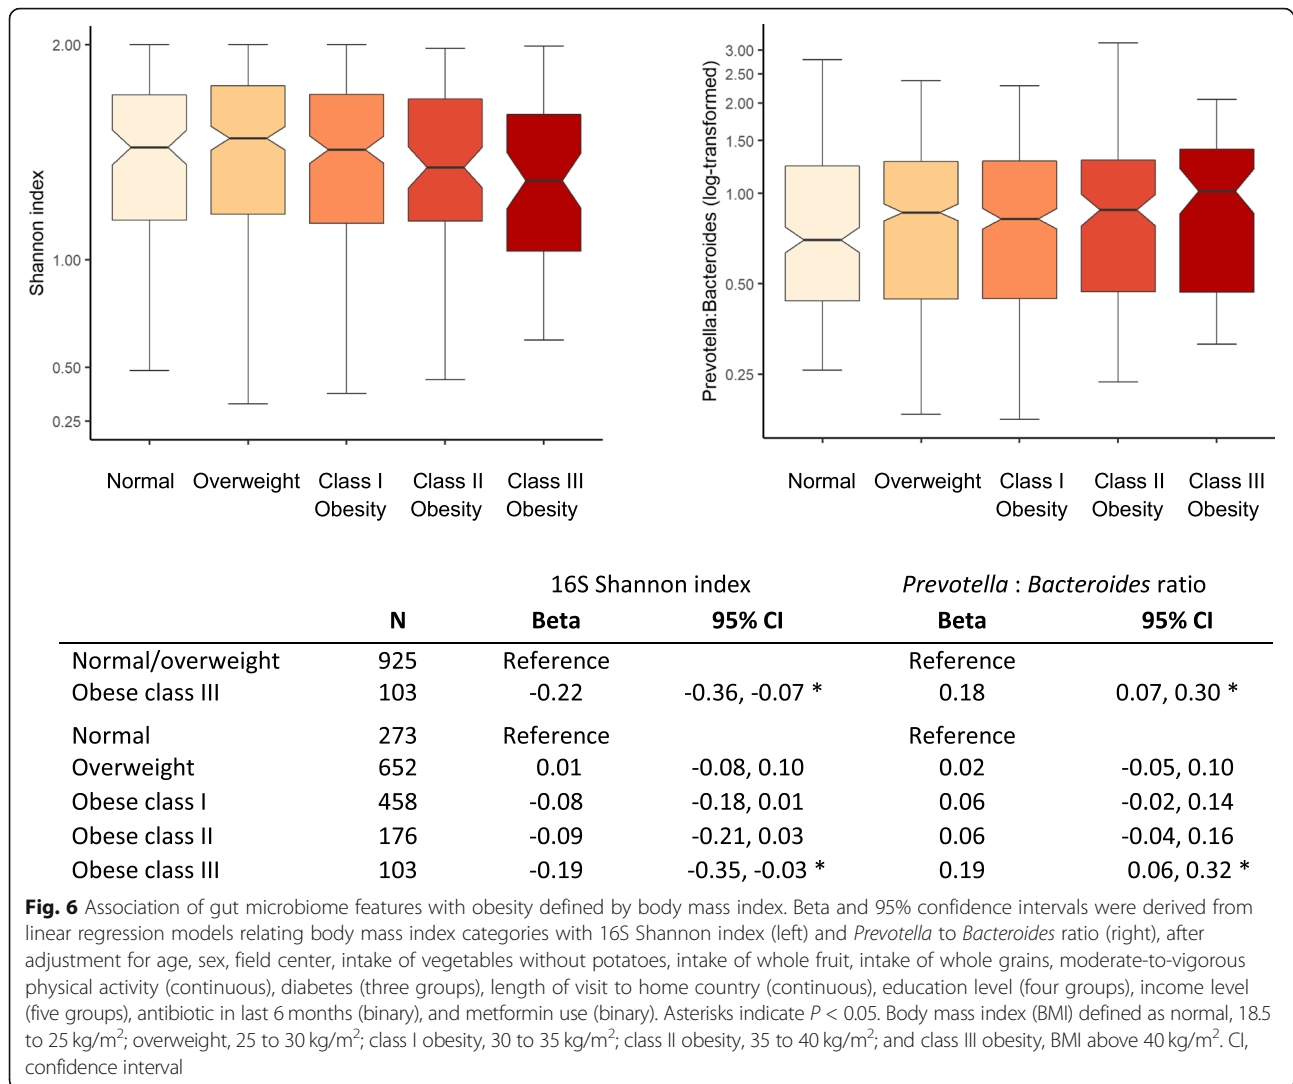 Shannon index
2.00
1.00
0.50
0.25
Normal Overweight Class I Obesity Class II Obesity Class III Obesity
Prevotella:Bacteroides (log-transformed)
3.00
2.50
2.00
1.50
1.00
0.50
0.25
Normal Overweight Class I Obesity Class II Obesity Class III Obesity
16S Shannon index Prevotella : Bacteroides ratio
N Beta 95% CI Beta 95% CI
Normal/overweight 925 Reference Reference
Obese class III 103 -0.22 -0.36, -0.07 * 0.18 0.07, 0.30 *
Normal 273 Reference Reference
Overweight 652 0.01 -0.08, 0.10 0.02 -0.05, 0.10
Obese class I 458 -0.08 -0.18, 0.01 0.06 -0.02, 0.14
Obese class II 176 -0.09 -0.21, 0.03 0.06 -0.04, 0.16
Obese class III 103 -0.19 -0.35, -0.03 * 0.19 0.06, 0.32 *
Fig. 6 Association of gut microbiome features with obesity defined by body mass index. Beta and 95% confidence intervals were derived from
linear regression models relating body mass index categories with 16S Shannon index (left) and Prevotella to Bacteroides ratio (right), after
adjustment for age, sex, field center, intake of vegetables without potatoes, intake of whole fruit, intake of whole grains, moderate-to-vigorous
physical activity (continuous), diabetes (three groups), length of visit to home country (continuous), education level (four groups), income level
(five groups), antibiotic in last 6 months (binary), and metformin use (binary). Asterisks indicate P < 0.05. Body mass index (BMI) defined as normal, 18.5
to 25 kg/m²; overweight, 25 to 30 kg/m²; class I obesity, 30 to 35 kg/m²; class II obesity, 35 to 40 kg/m²; and class III obesity, BMI above 40 kg/m². CI,
confidence interval